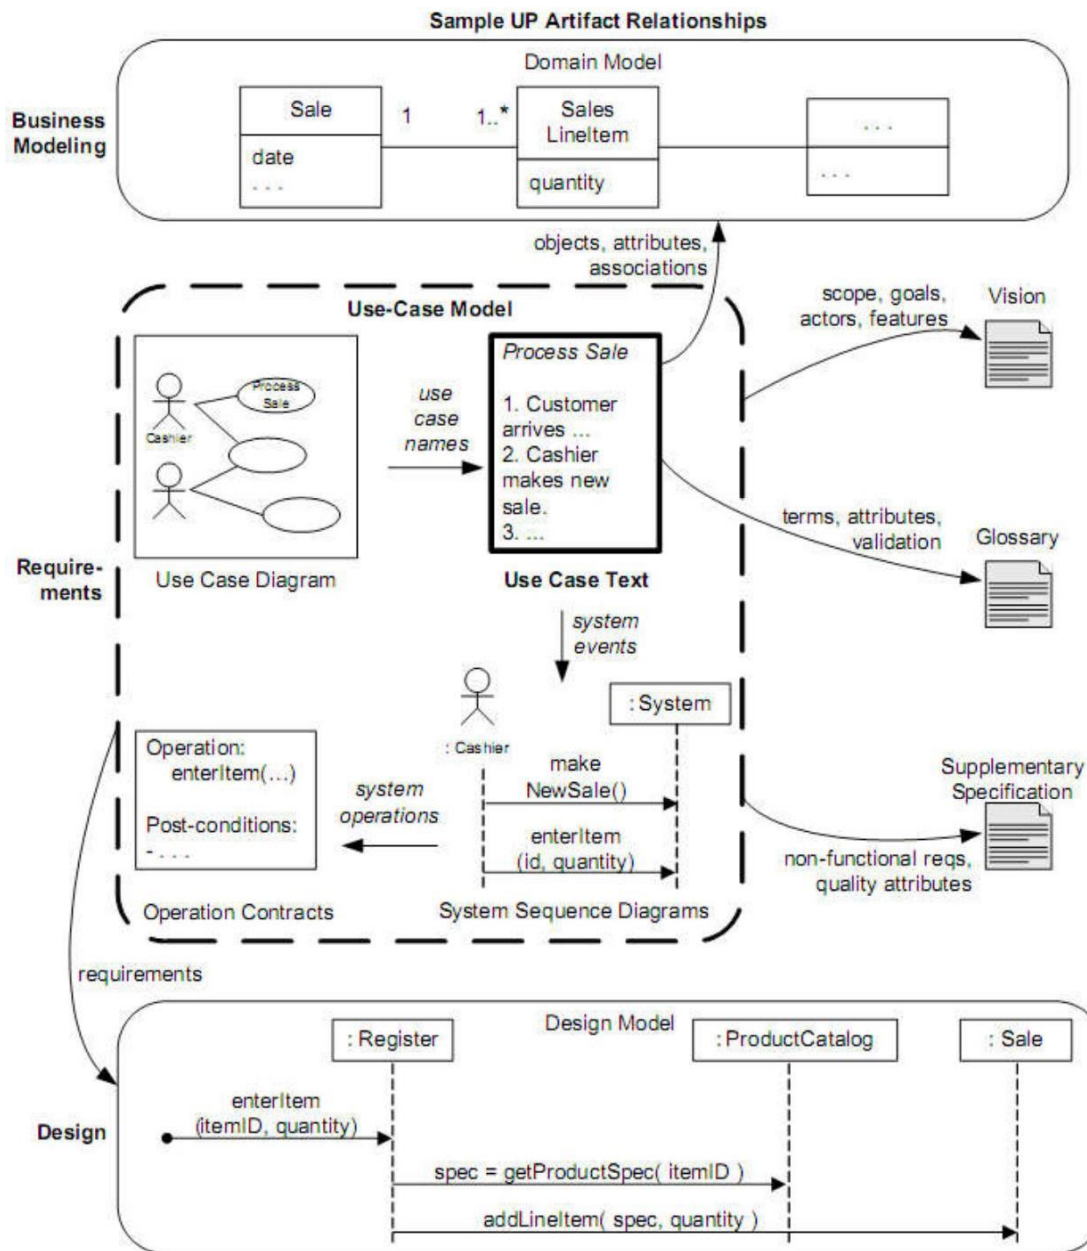 Sample UP Artifact Relationships
Domain Model
Business
Modeling
Sale
1
1..*
Sales
LineItem
. . .
date
. . .
quantity
. . .
objects, attributes,
associations
Use-Case Model
scope, goals,
actors, features
Vision
Process
Sale
Cashier
use
case
names
Process Sale
1. Customer
arrives ...
2. Cashier
makes new
sale.
3. ...
terms, attributes,
validation
Glossary
Require-
ments
Use Case Diagram
Use Case Text
system
events
: System
: Cashier
Operation:
enterItem(…)
Post-conditions:
- . . .
system
operations
make
NewSale()
enterItem
(id, quantity)
Supplementary
Specification
non-functional reqs,
quality attributes
Operation Contracts
System Sequence Diagrams
requirements
Design Model
: Register
: ProductCatalog
: Sale
Design
enterItem
(itemID, quantity)
spec = getProductSpec( itemID )
addLineItem( spec, quantity )